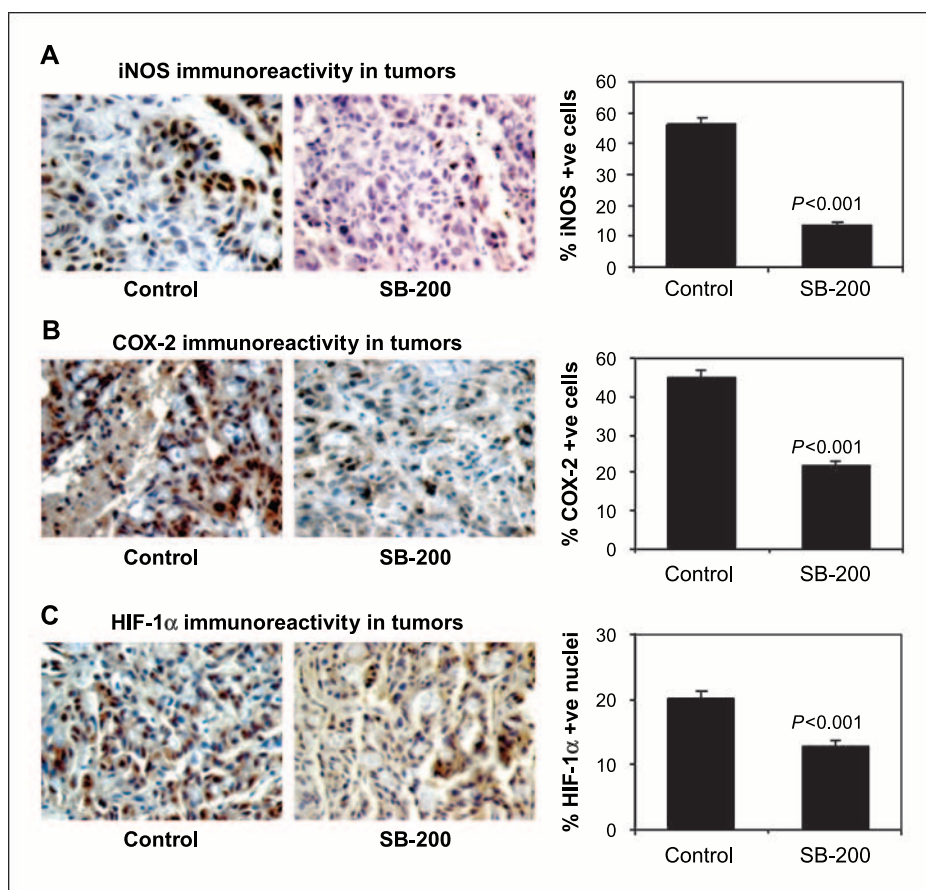 A
iNOS immunoreactivity in tumors
Control
SB-200
% iNOS +ve cells
60
50
40
30
20
10
0
P<0.001
Control
SB-200
B
COX-2 immunoreactivity in tumors
Control
SB-200
% COX-2 +ve cells
60
40
30
20
10
0
P<0.001
Control
SB-200
C
HIF-1α immunoreactivity in tumors
Control
SB-200
% HIF-1α +ve nuclei
30
20
10
0
P<0.001
Control
SB-200